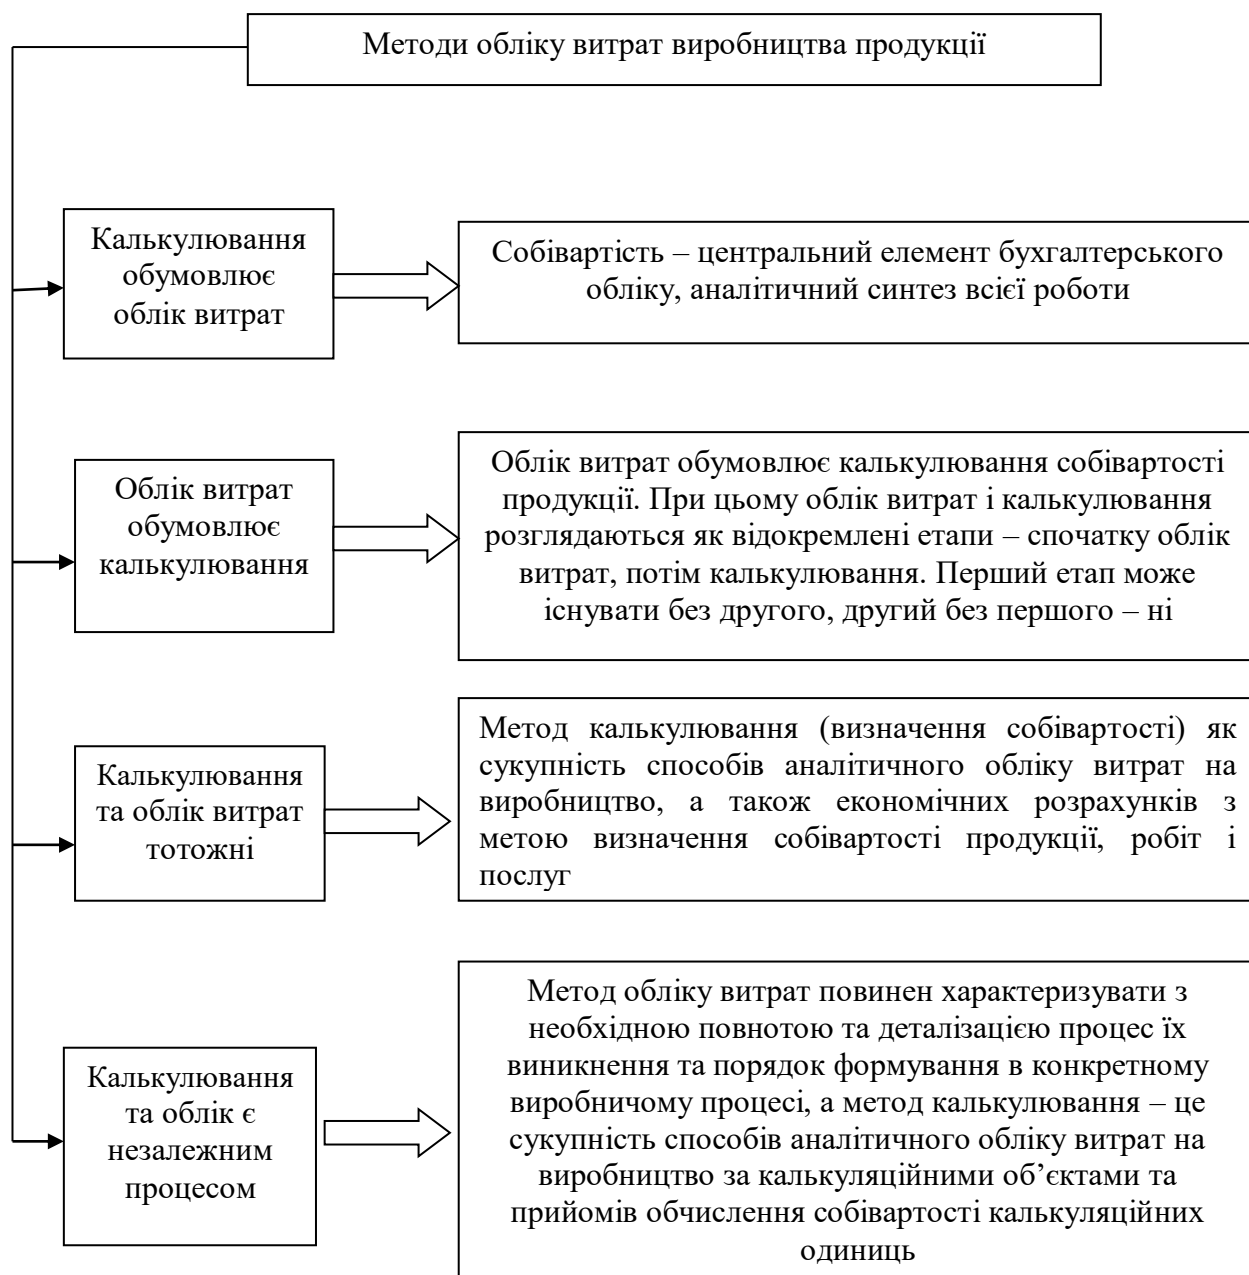 Методи обліку витрат виробництва продукції
Калькулювання
обумовлює
облік витрат
Собівартість – центральний елемент бухгалтерського
обліку, аналітичний синтез всієї роботи
Облік витрат
обумовлює
калькулювання
Облік витрат обумовлює калькулювання собівартості
продукції. При цьому облік витрат і калькулювання
розглядаються як відокремлені етапи – спочатку облік
витрат, потім калькулювання. Перший етап може
існувати без другого, другий без першого – ні
Калькулювання
та облік витрат
тотожні
Метод калькулювання (визначення собівартості) як
сукупність способів аналітичного обліку витрат на
виробництво, а також економічних розрахунків з
метою визначення собівартості продукції, робіт і
послуг
Калькулювання
та облік є
незалежним
процесом
Метод обліку витрат повинен характеризувати з
необхідною повнотою та деталізацією процес їх
виникнення та порядок формування в конкретному
виробничому процесі, а метод калькулювання – це
сукупність способів аналітичного обліку витрат на
виробництво за калькуляційними об’єктами та
прийомів обчислення собівартості калькуляційних
одиниць